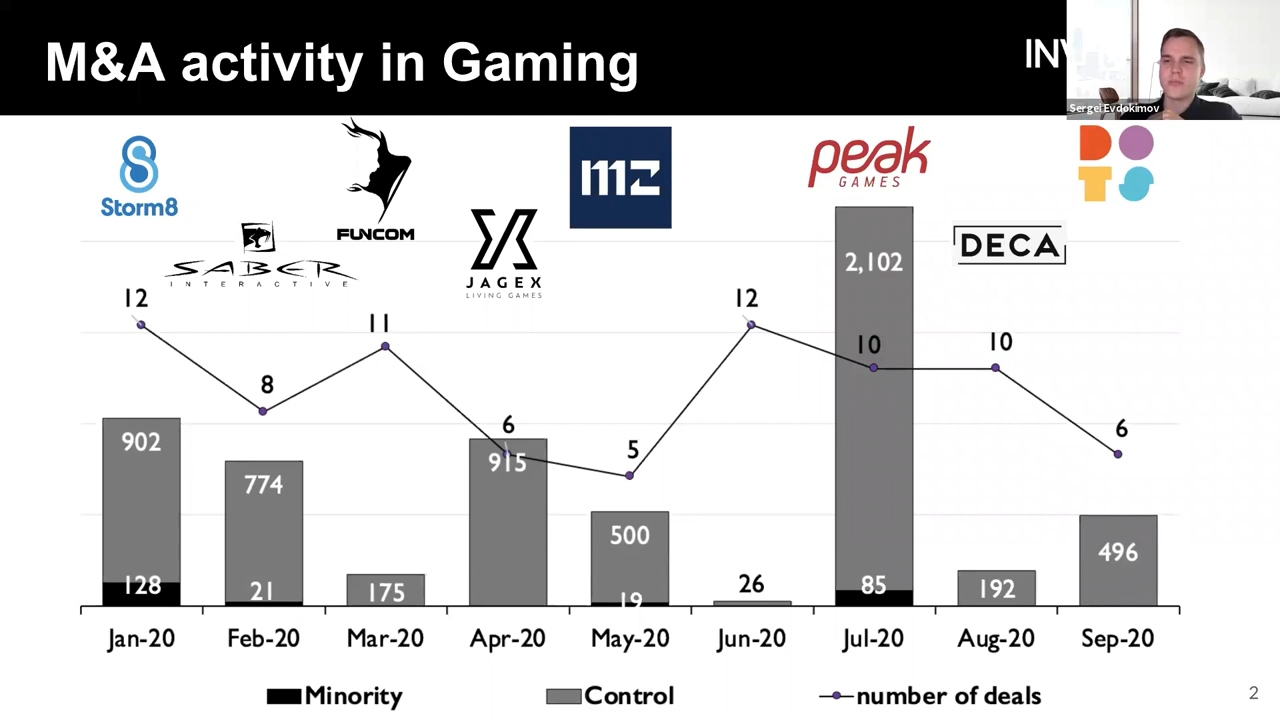 M&A activity in Gaming
Sergei Evdokimov
Storm8
SABER
INTERACTIVE
FUNCOM
JAGEX
LIVING GAMES
mz
peak
GAMES
DECA
DOTS
12
8
11
6
5
12
10
10
6
902
128
774
21
175
915
500
19
26
2,102
85
192
496
Jan-20
Feb-20
Mar-20
Apr-20
May-20
Jun-20
Jul-20
Aug-20
Sep-20
Minority
Control
number of deals
2